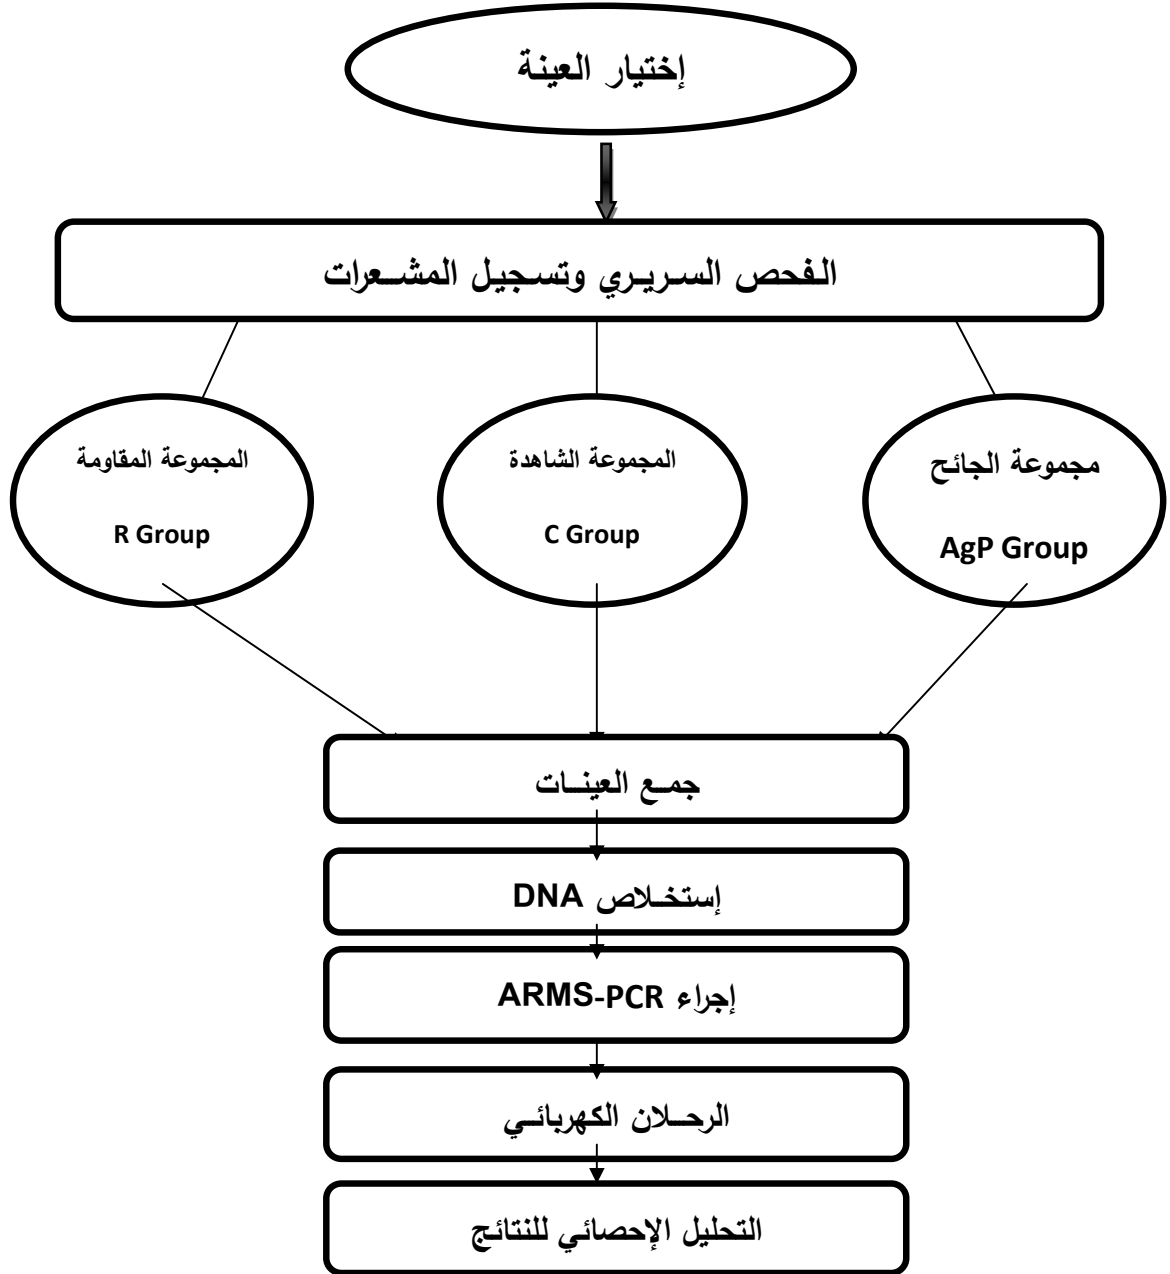 إختيار العينة
الفحص السريري وتسجيل المشعرات
مجموعة الجائح
AgP Group
المجموعة الشاهدة
C Group
المجموعة المقاومة
R Group
جمع العينات
إستخلاص DNA
إجراء ARMS-PCR
الرحلان الكهربائي
التحليل الإحصائي للنتائج